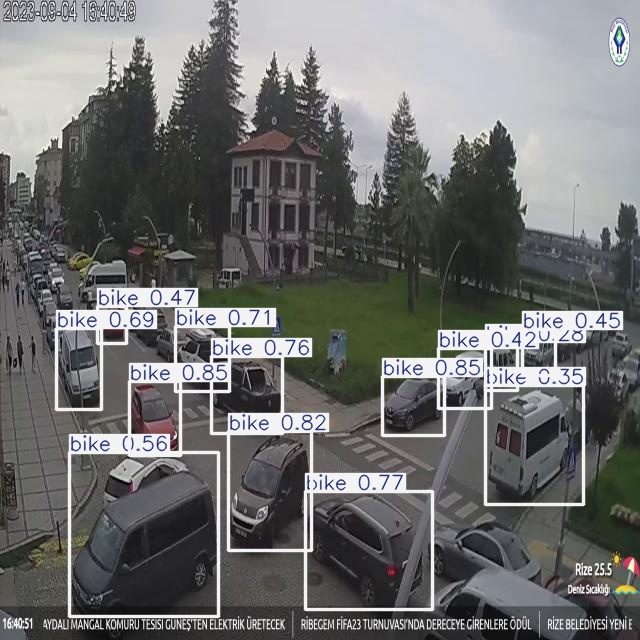 2023-09-04 16:40:49
bike 0.45
bike 0.47
bike 0.69
bike 0.71
bike 0.42
0.28
bike 0.76
bike 0.85
bike 0.85
bike 0.35
bike 0.82
bike 0.56
bike 0.77
Rize 25.5
Deniz Sıcaklığı
16:40:51
AYDALI MANGAL KÖMÜRÜ TESİSİ GÜNEŞ'TEN ELEKTRİK ÜRETECEK
RİBEGEM FİFA23 TURNUVASI'NDA DERECEYE GİRENLERE ÖDÜL
RİZE BELEDİYESİ YENİ E